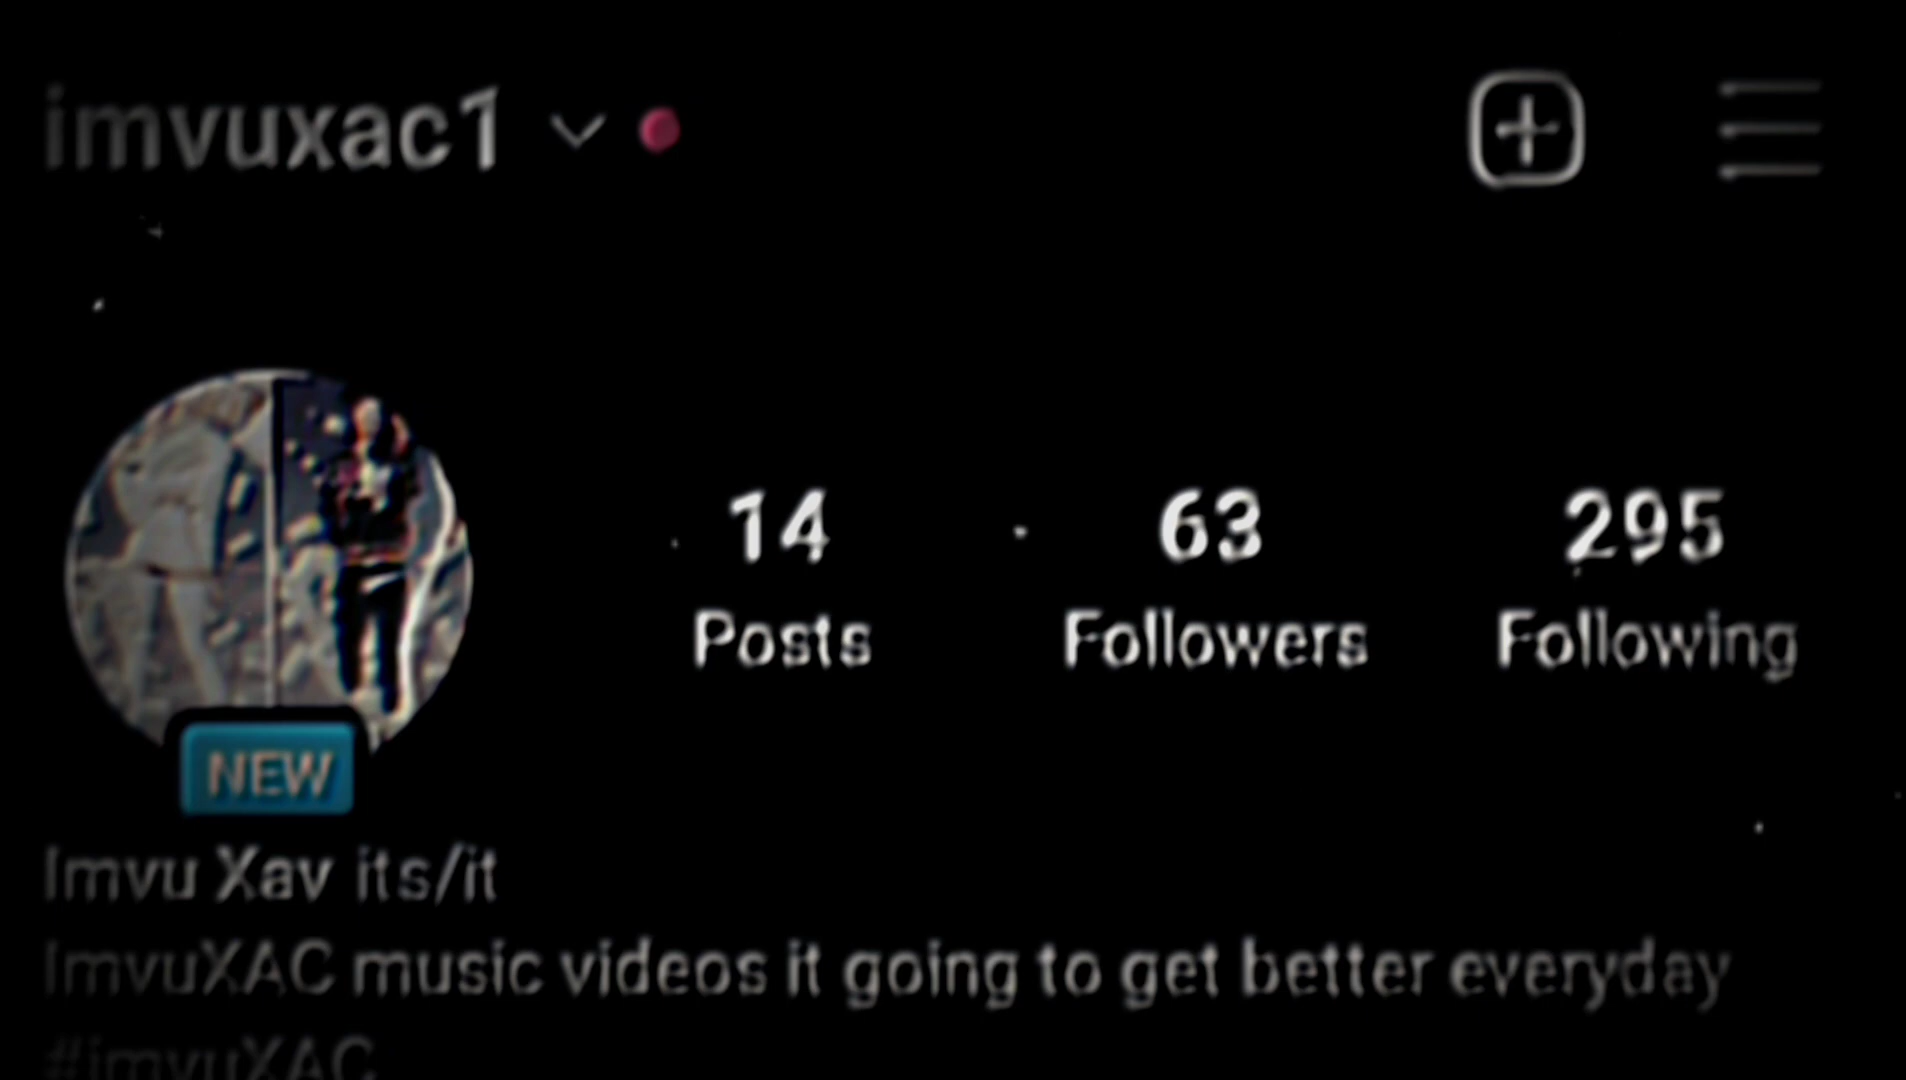 imvuxac1
14 63 295
Posts Followers Following
NEW
Imvu Xav its/it
ImvuXAC music videos it going to get better everyday
#imvuXAC